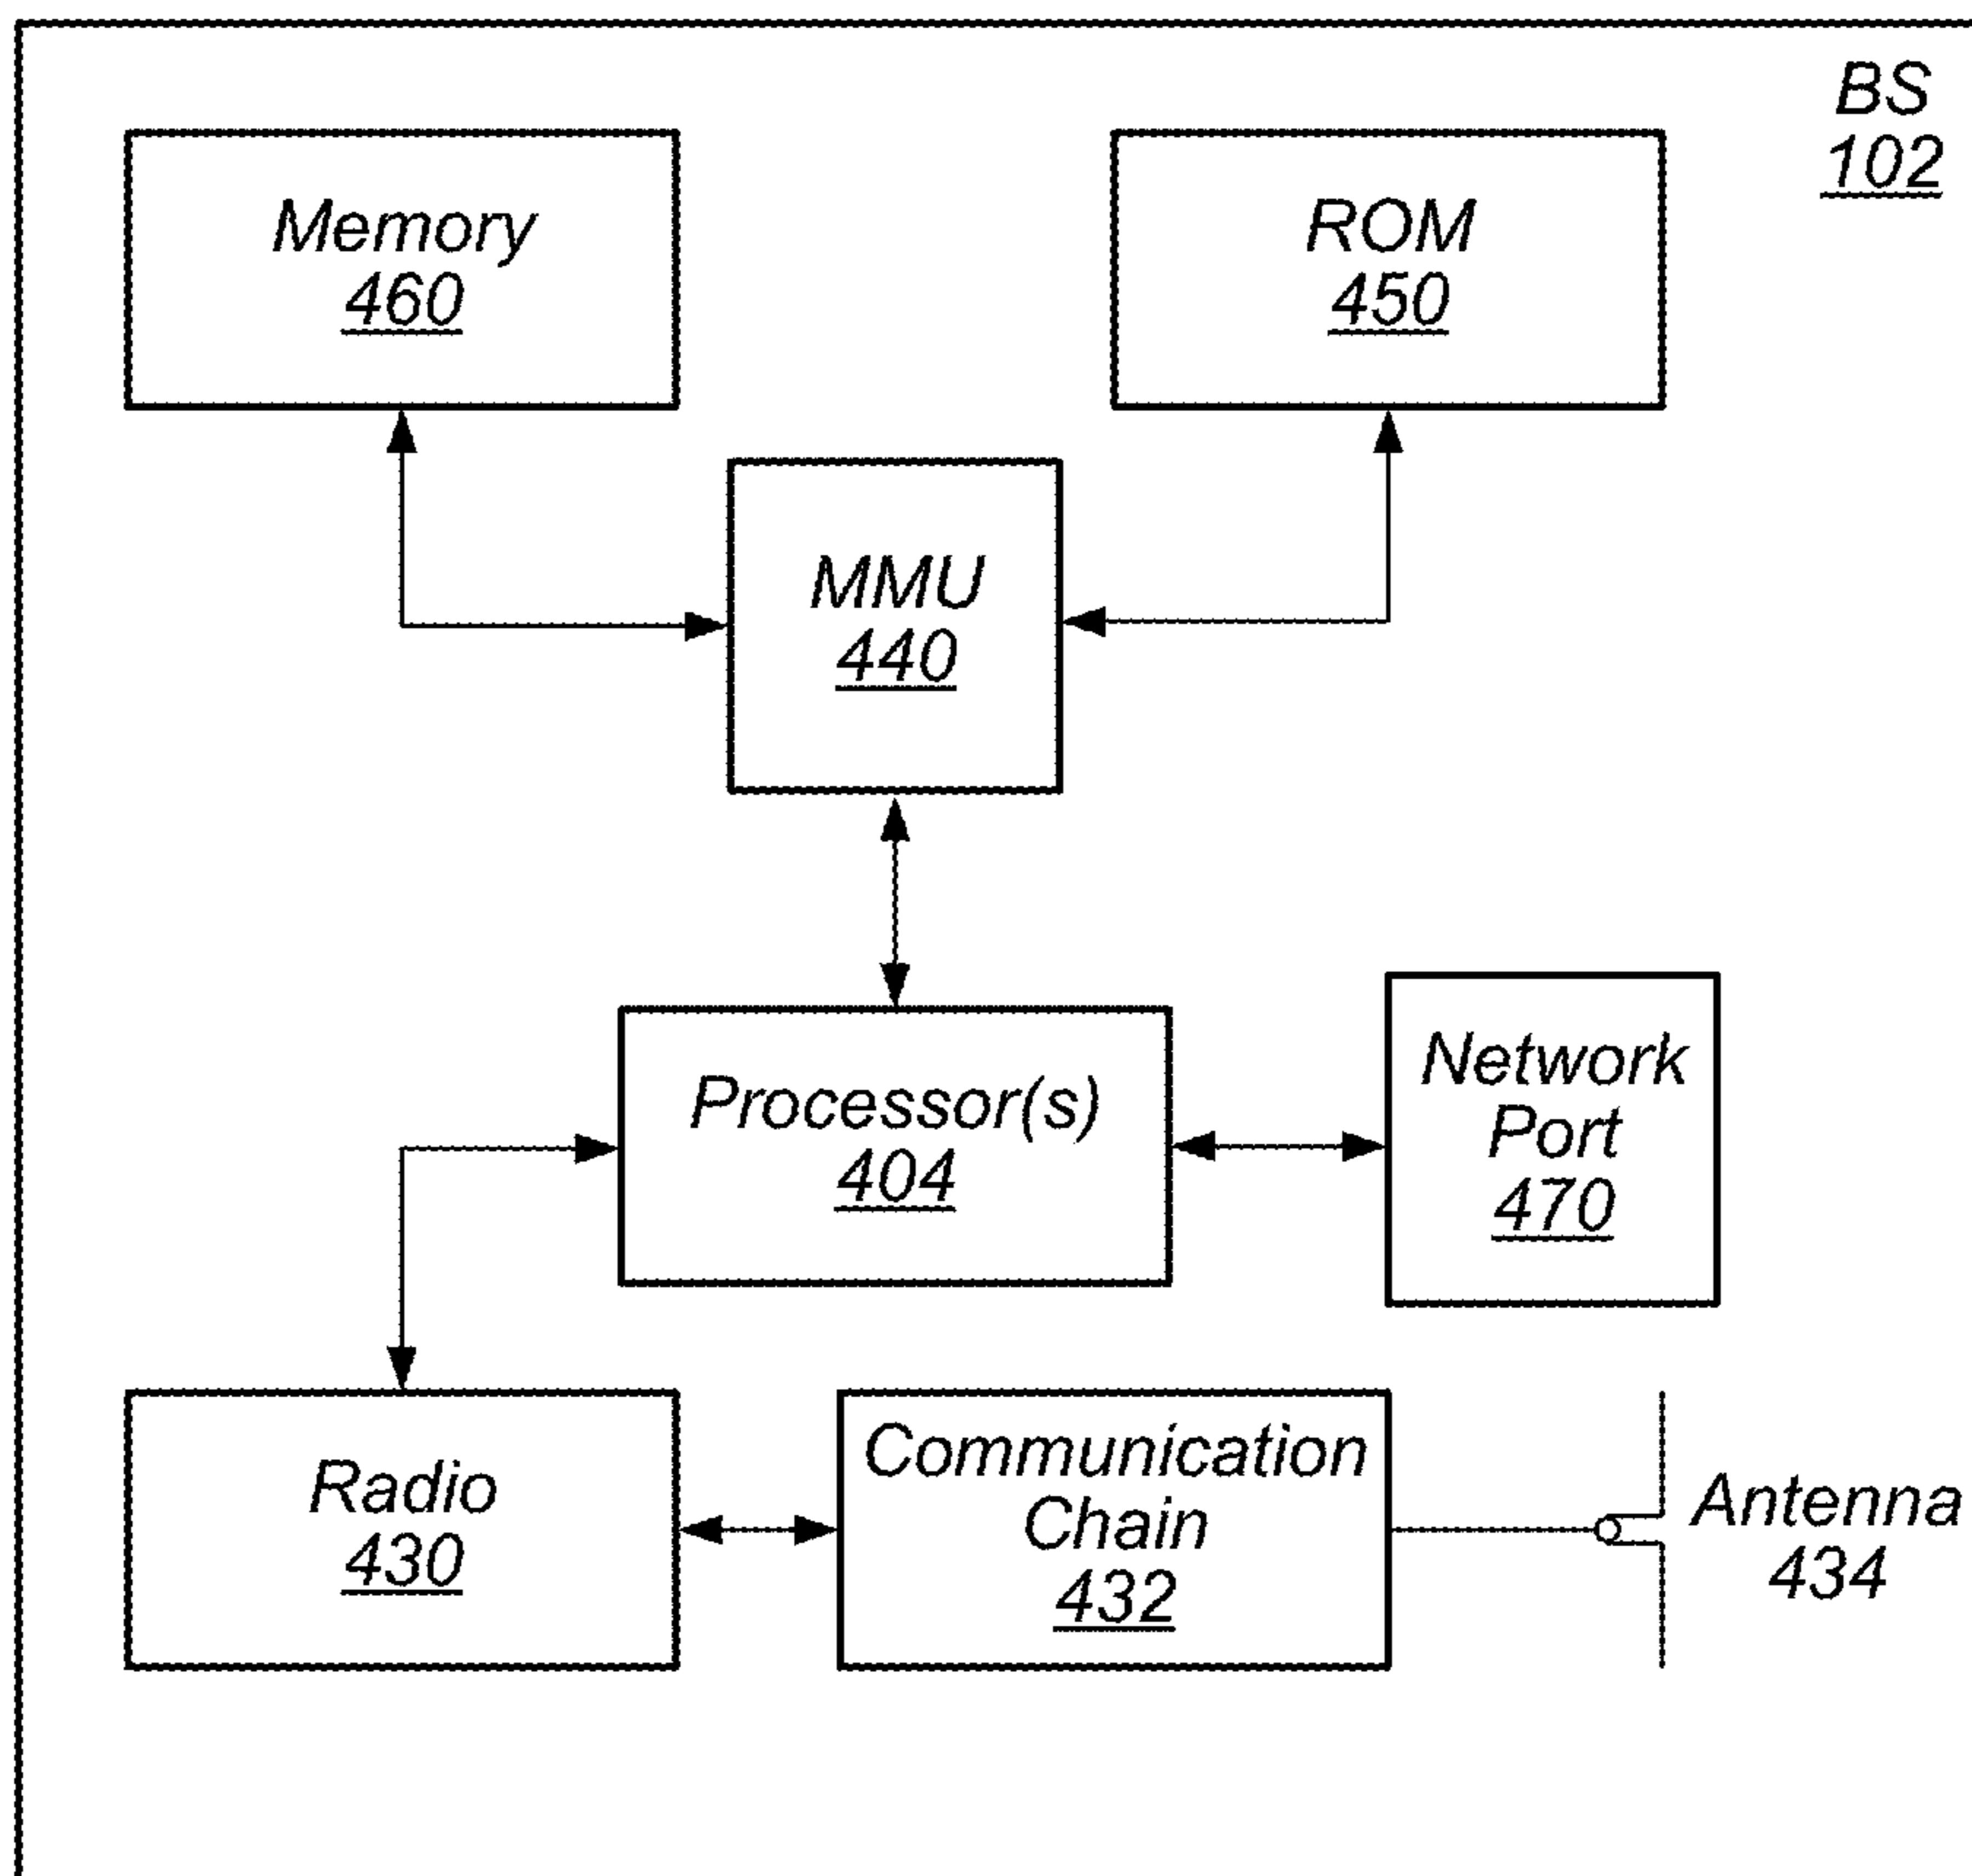 BS
102
Memory
460
ROM
450
MMU
440
Processor(s)
404
Network
Port
470
Radio
430
Communication
Chain
432
Antenna
434